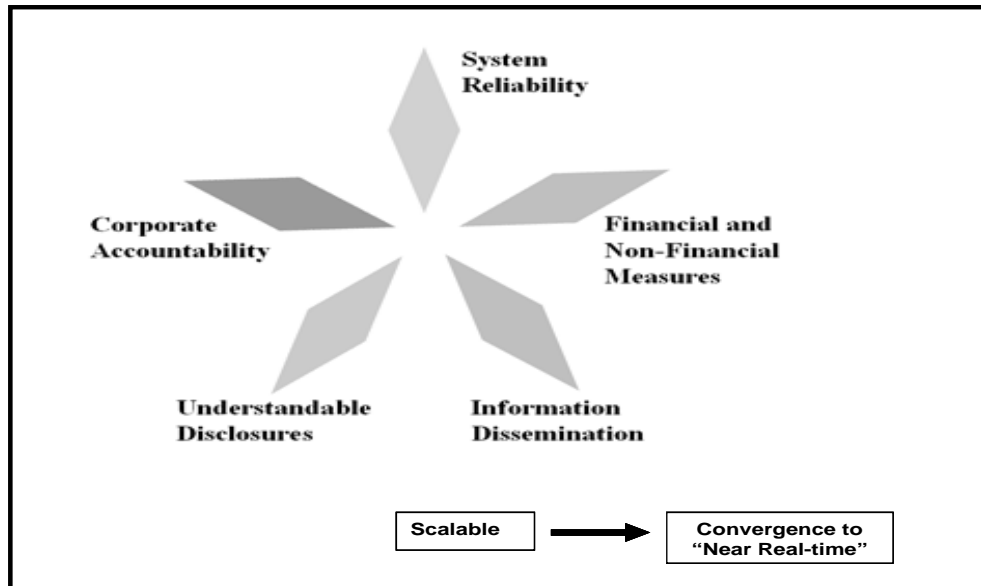 System
Reliability
Corporate
Accountability
Financial and
Non-Financial
Measures
Understandable
Disclosures
Information
Dissemination
Scalable
Convergence to
“Near Real-time”